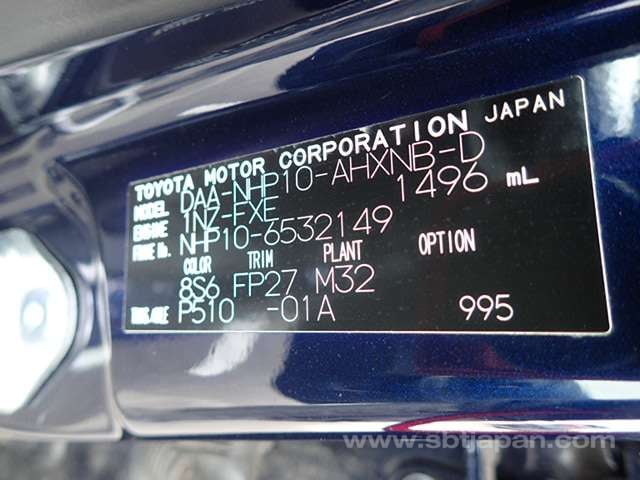 TOYOTA MOTOR CORPORATION JAPAN
MODEL DAA-NHP10-AHXNB-D
ENGINE 1NZ-FXE 1496 mL
FRAME No. NHP10-6532149
COLOR TRIM PLANT OPTION
8S6 FP27 M32
TRANS./AXLE P510 -01A 995
www.sbtjapan.com